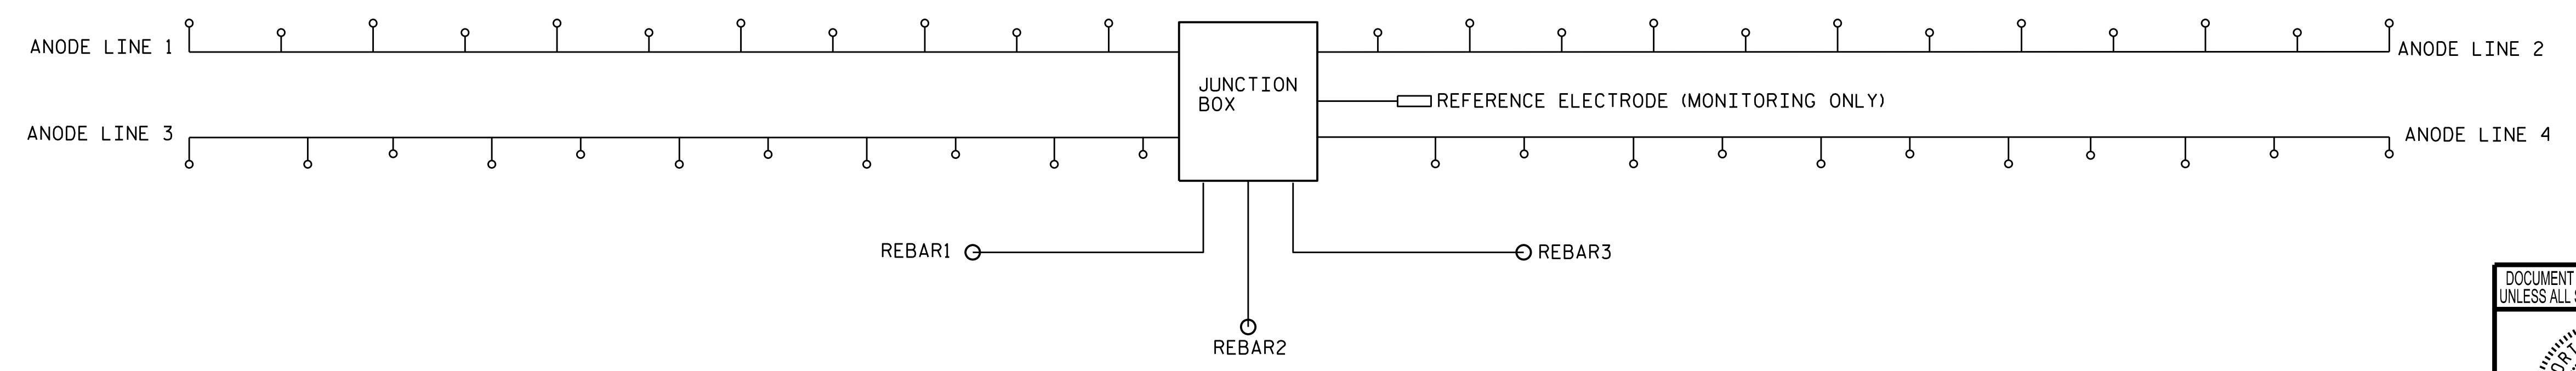 ANODE LINE 1
ANODE LINE 2
JUNCTION
BOX
REFERENCE ELECTRODE (MONITORING ONLY)
ANODE LINE 3
ANODE LINE 4
REBAR1
REBAR3
REBAR2
DOCUMENT
UNLESS ALL